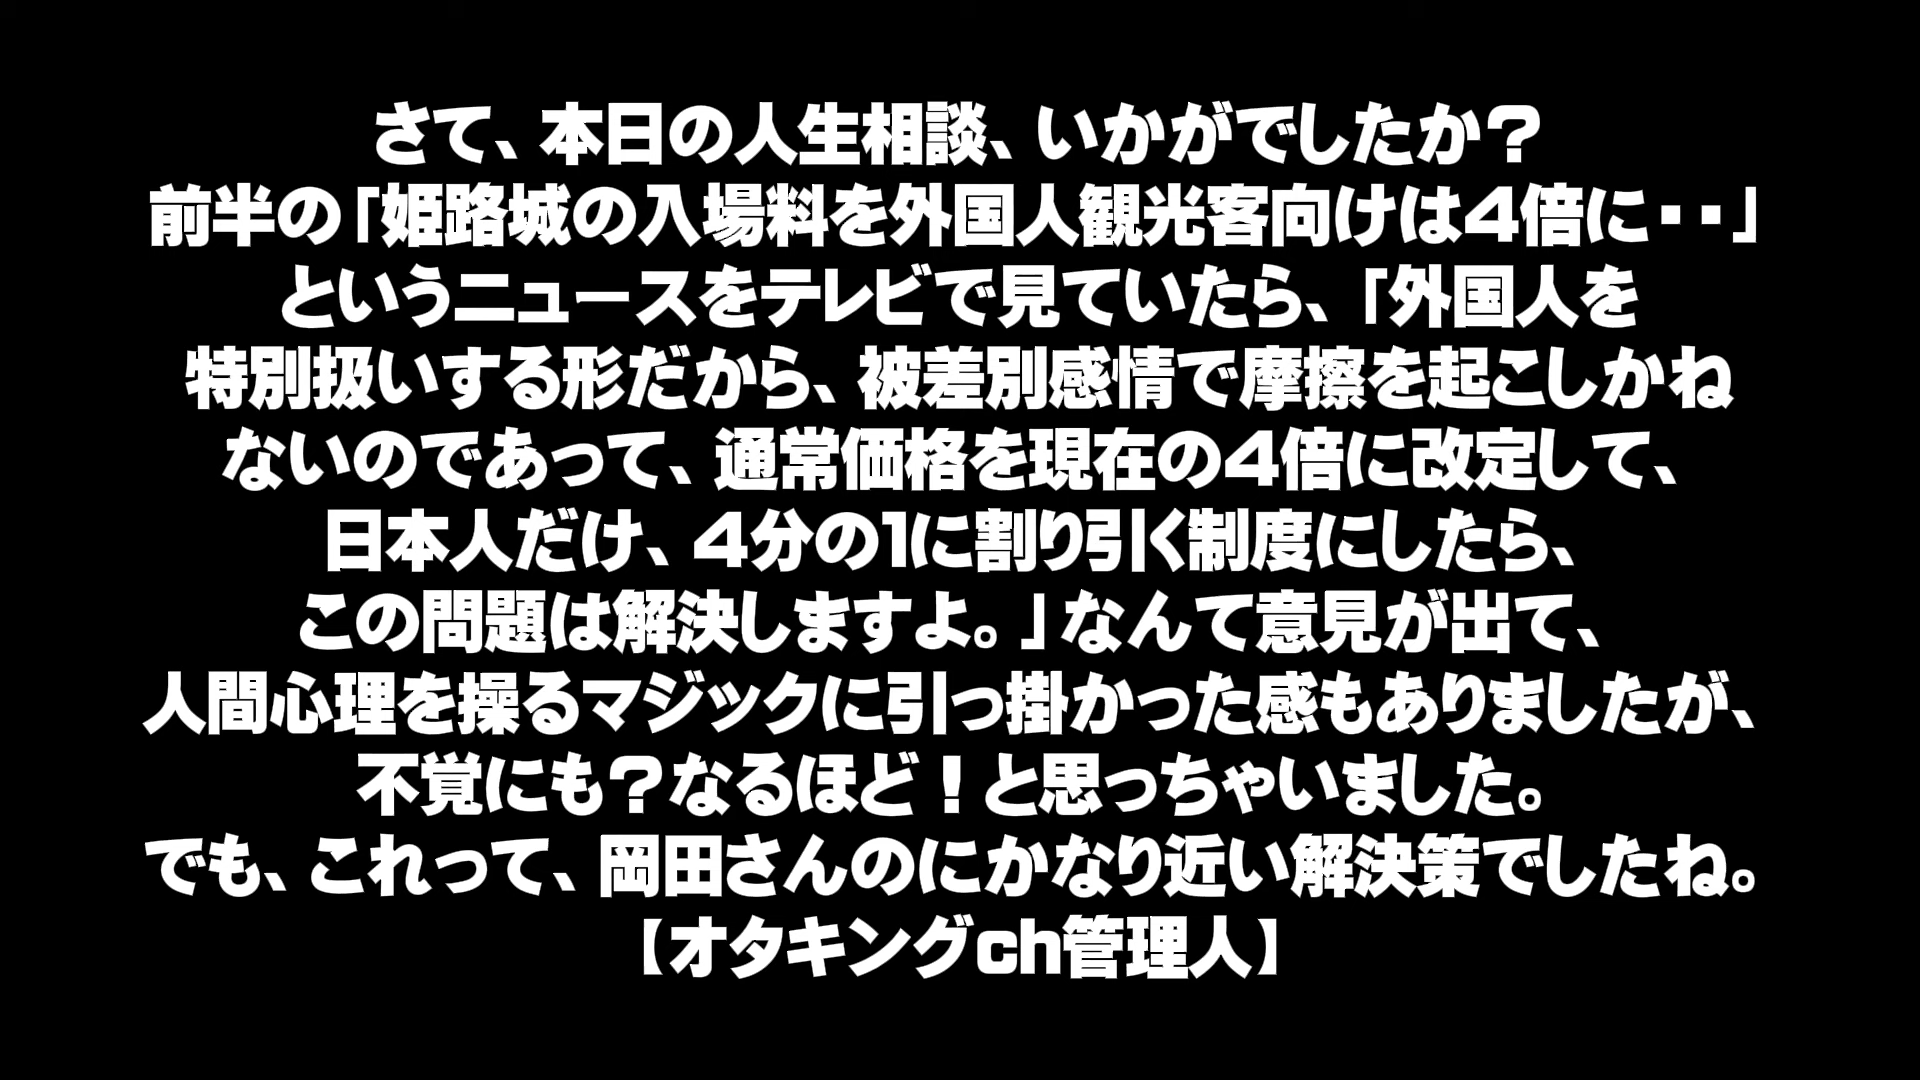 さて、本日の人生相談、いかがでしたか？
前半の「姫路城の入場料を外国人観光客向けは4倍に・・」
というニュースをテレビで見ていたら、「外国人を
特別扱いする形だから、被差別感情で摩擦を起こしかね
ないのであって、通常価格を現在の4倍に改定して、
日本人だけ、4分の1に割り引く制度にしたら、
この問題は解決しますよ。」なんて意見が出て、
人間心理を操るマジックに引っ掛かった感もありましたが、
不覚にも？なるほど！と思っちゃいました。
でも、これって、岡田さんのにかなり近い解決策でしたね。
【オタキングch管理人】